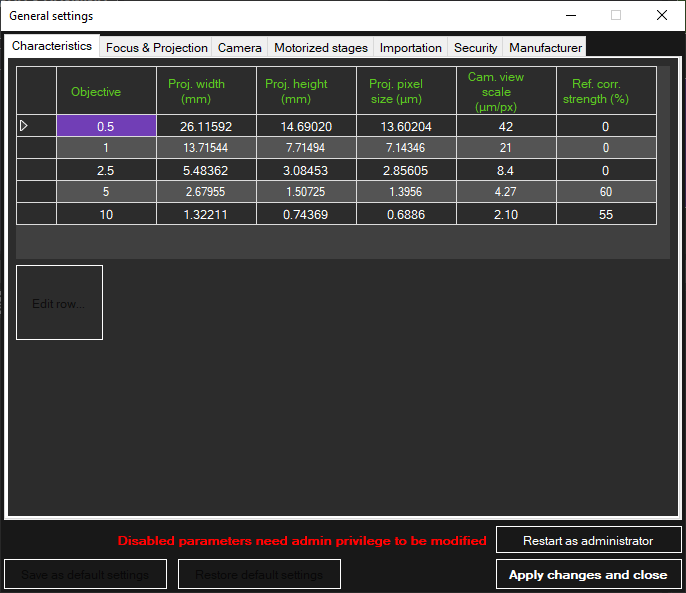 General settings
Characteristics Focus & Projection Camera Motorized stages Importation Security Manufacturer
Objective Proj. width (mm) Proj. height (mm) Proj. pixel size (µm) Cam. view scale (µm/px) Ref. corr. strength (%)
0.5 26.11592 14.69020 13.60204 42 0
1 13.71544 7.71494 7.14346 21 0
2.5 5.48362 3.08453 2.85605 8.4 0
5 2.67955 1.50725 1.3956 4.27 60
10 1.32211 0.74369 0.6886 2.10 55
Edit row...
Disabled parameters need admin privilege to be modified Restart as administrator
Save as default settings Restore default settings Apply changes and close